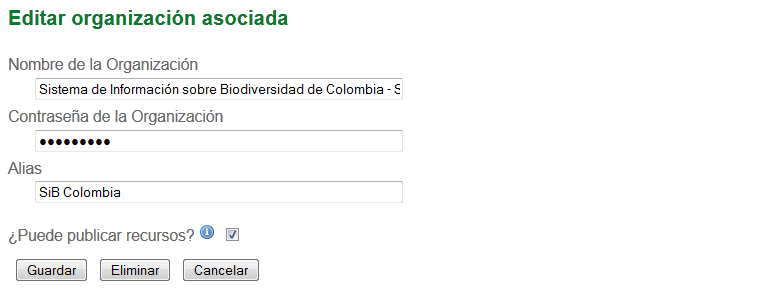 Editar organización asociada
Nombre de la Organización
Sistema de Información sobre Biodiversidad de Colombia - S
Contraseña de la Organización
●●●●●●●●●
Alias
SiB Colombia
¿Puede publicar recursos?
Guardar Eliminar Cancelar